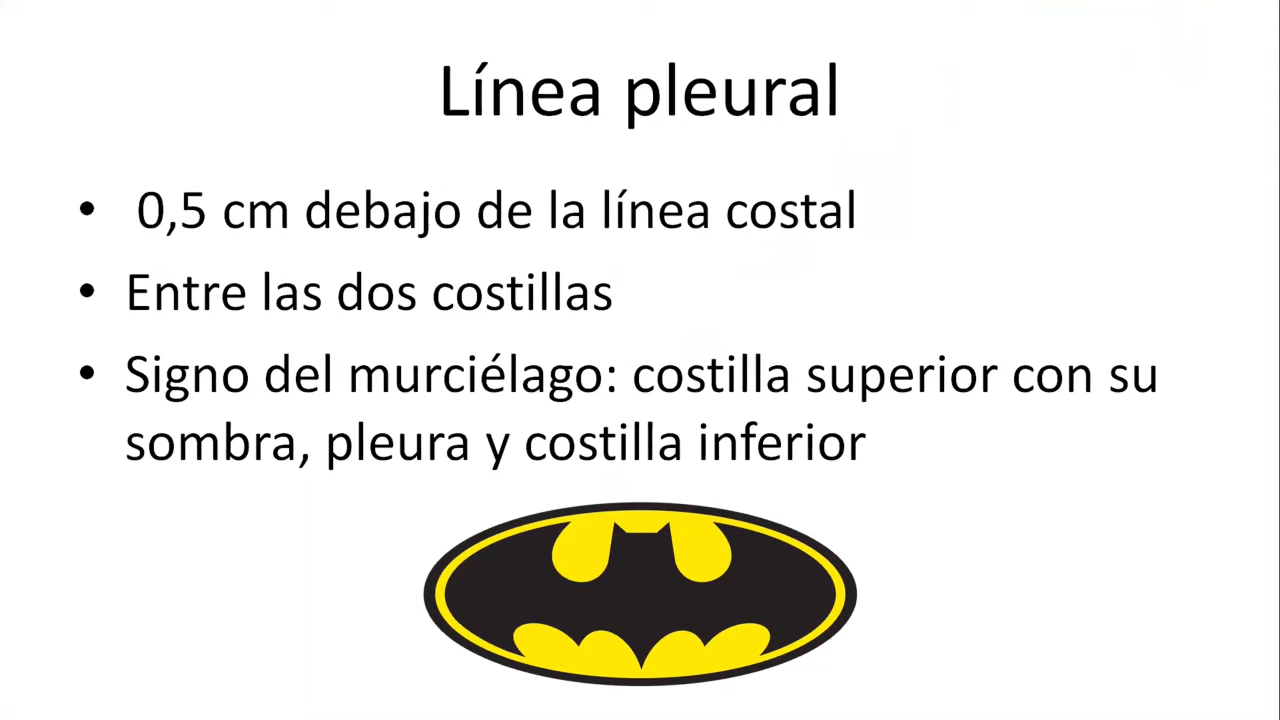 Línea pleural
• 0,5 cm debajo de la línea costal
• Entre las dos costillas
• Signo del murciélago: costilla superior con su
sombra, pleura y costilla inferior